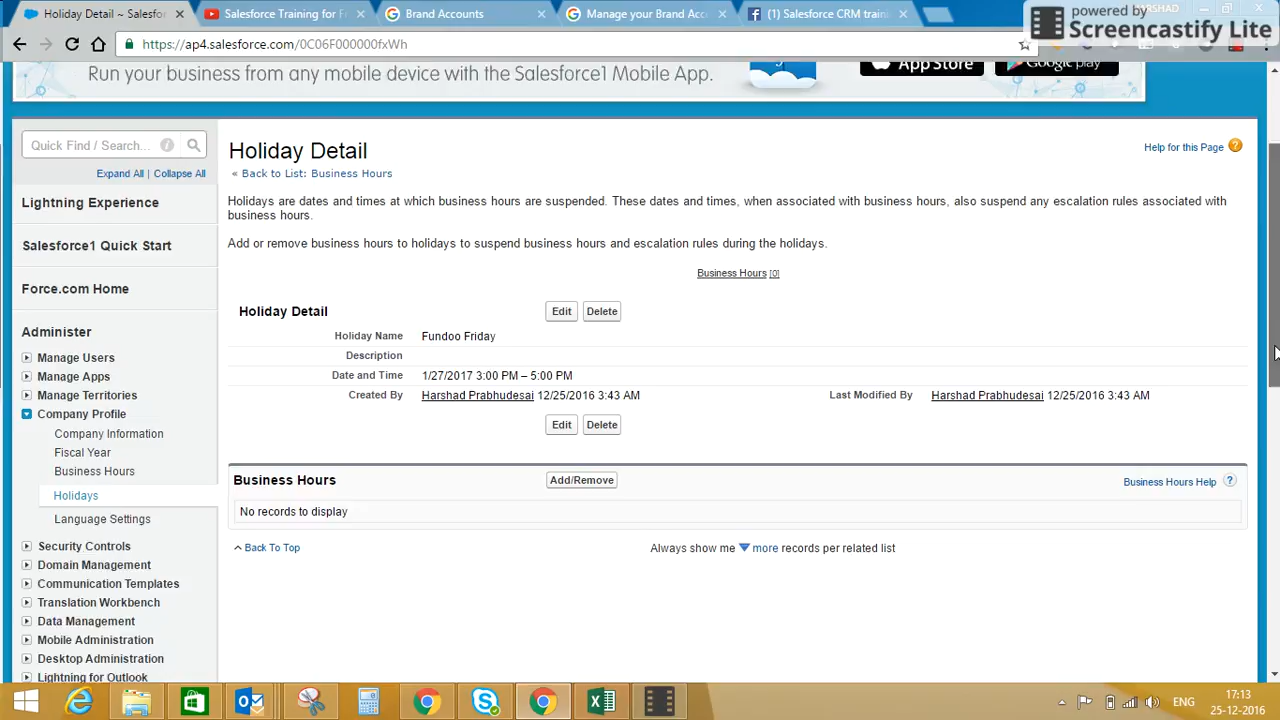 Holiday Detail ~ Salesfor
Salesforce Training for F
Brand Accounts
Manage your Brand Acc
(1) Salesforce CRM train
HARSHAD
powered by
Screencastify Lite
https://ap4.salesforce.com/0C06F000000fxWh
Run your business from any mobile device with the Salesforce1 Mobile App.
App Store
Google play
Quick Find / Search...
Expand All | Collapse All
Lightning Experience
Salesforce1 Quick Start
Force.com Home
Administer
Manage Users
Manage Apps
Manage Territories
Company Profile
Company Information
Fiscal Year
Business Hours
Holidays
Language Settings
Security Controls
Domain Management
Communication Templates
Translation Workbench
Data Management
Mobile Administration
Desktop Administration
Lightning for Outlook
Holiday Detail
Help for this Page
« Back to List: Business Hours
Holidays are dates and times at which business hours are suspended. These dates and times, when associated with business hours, also suspend any escalation rules associated with
business hours.
Add or remove business hours to holidays to suspend business hours and escalation rules during the holidays.
Business Hours [0]
Holiday Detail Edit Delete
Holiday Name Fundoo Friday
Description
Date and Time 1/27/2017 3:00 PM – 5:00 PM
Created By Harshad Prabhudesai 12/25/2016 3:43 AM Last Modified By Harshad Prabhudesai 12/25/2016 3:43 AM
Edit Delete
Business Hours Add/Remove Business Hours Help ?
No records to display
Back To Top Always show me more records per related list
ENG
17:13
25-12-2016